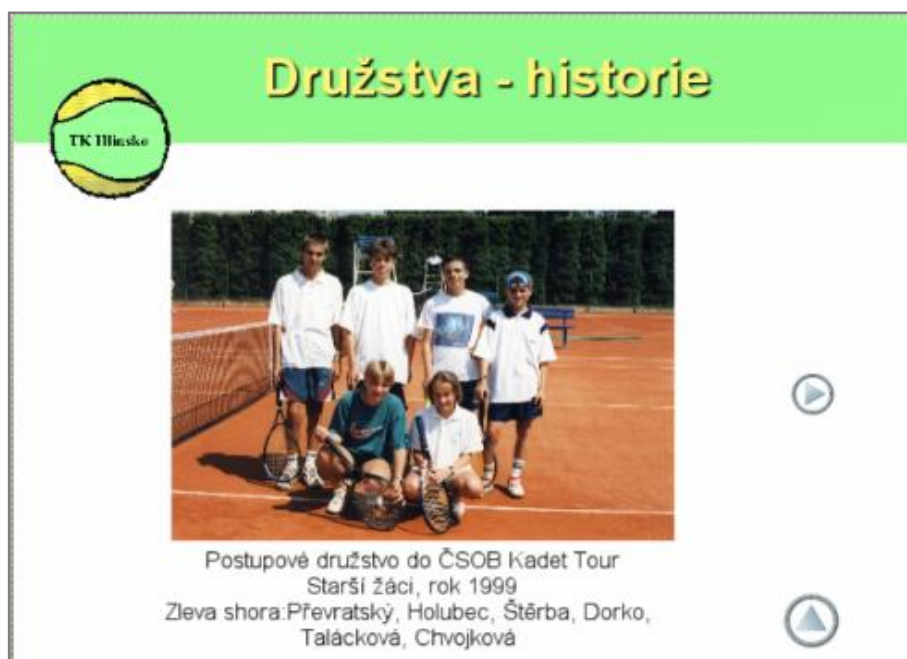 Družstva - historie
TK Hlinsko
Postupové družstvo do ČSOB Kadet Tour
Starší žáci, rok 1999
Zleva shora:Převratský, Holubec, Štěrba, Dorko,
Talácková, Chvojková